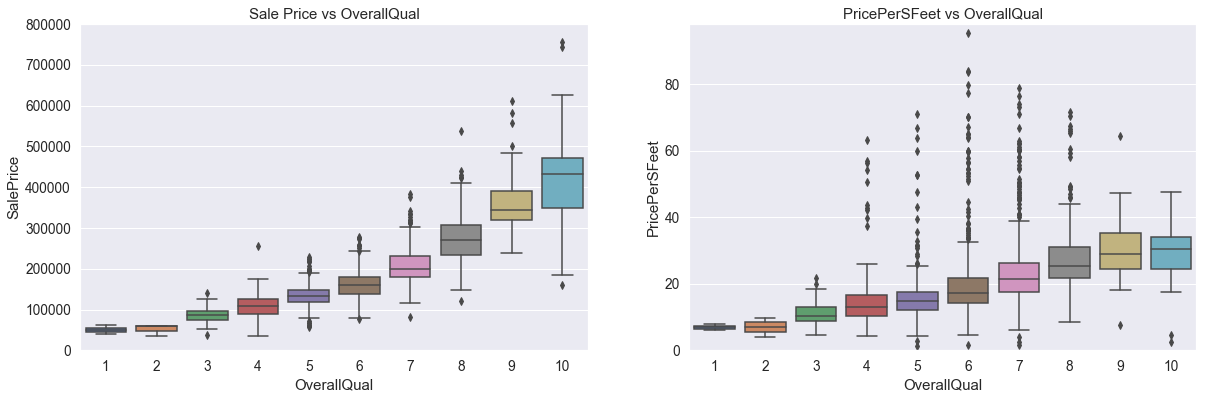 Sale Price vs OverallQual
800000
700000
600000
500000
400000
300000
200000
100000
0
SalePrice
1 2 3 4 5 6 7 8 9 10
OverallQual
PricePerSFeet vs OverallQual
80
60
40
20
0
PricePerSFeet
1 2 3 4 5 6 7 8 9 10
OverallQual